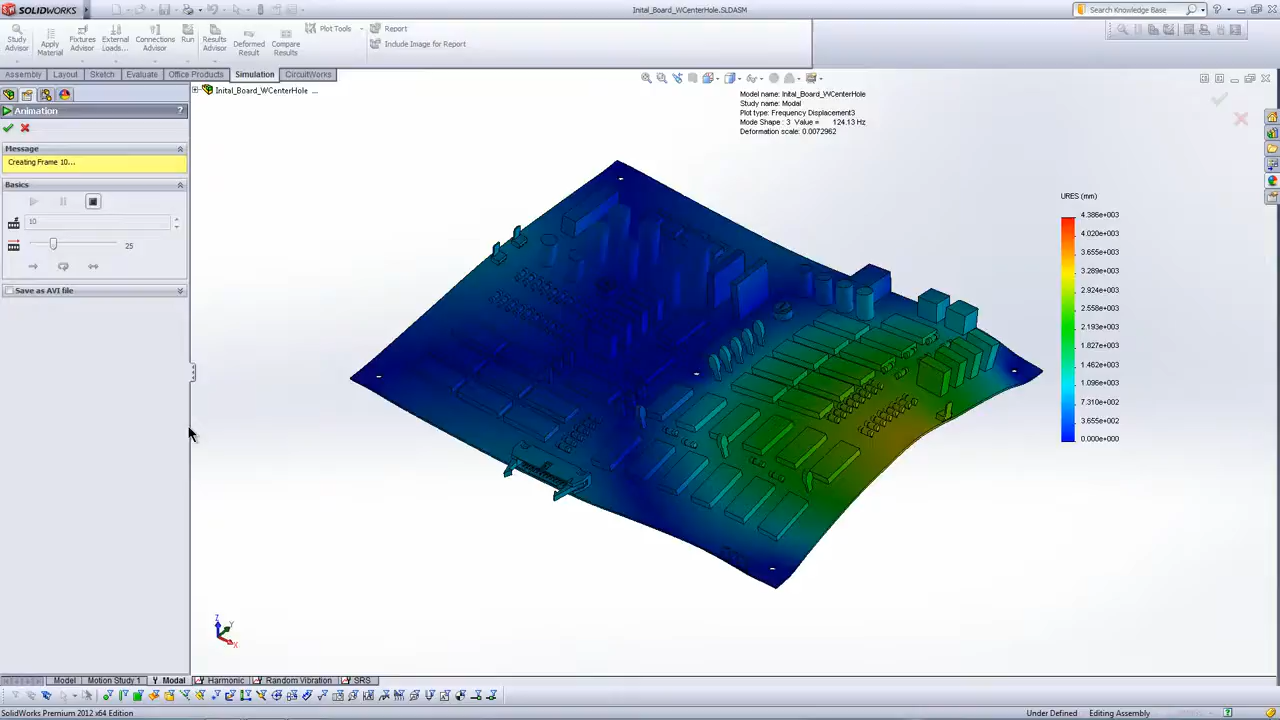 SOLIDWORKS
Inital_Board_WCenterHole.SLDASM
Search Knowledge Base
Study Advisor
Apply Material
Fixtures Advisor
External Loads...
Connections Advisor
Run
Results Advisor
Deformed Result
Compare Results
Plot Tools
Report
Include Image for Report
Assembly
Layout
Sketch
Evaluate
Office Products
Simulation
CircuitWorks
Inital_Board_WCenterHole ...
Animation
?
Message
Creating Frame 10...
Basics
10
25
Save as AVI file
Model name: Inital_Board_WCenterHole
Study name: Modal
Plot type: Frequency Displacement3
Mode Shape : 3 Value = 124.13 Hz
Deformation scale: 0.0072962
URES (mm)
4.386e+003
4.020e+003
3.655e+003
3.289e+003
2.924e+003
2.558e+003
2.193e+003
1.827e+003
1.462e+003
1.096e+003
7.310e+002
3.655e+002
0.000e+000
Z
Y
X
Model
Motion Study 1
Modal
Harmonic
Random Vibration
SRS
SolidWorks Premium 2012 x64 Edition
Under Defined
Editing Assembly